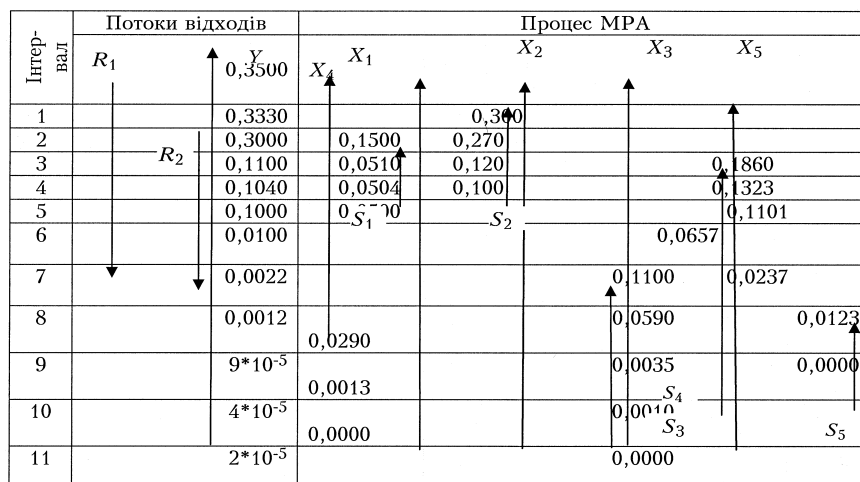 Потоки відходів Процес МРА
Інтер-
вал
R₁ Y X₁ X₂ X₃ X₅
0,3500 X₄
1 0,3330 0,300
2 0,3000 0,1500 0,270
R₂
3 0,1100 0,0510 0,120 0,1860
4 0,1040 0,0504 0,100 0,1323
5 0,1000 0,1101
S₁ S₂
6 0,0100 0,0657
7 0,0022 0,1100 0,0237
8 0,0012 0,0590 0,0123
0,0290
9 9*10⁻⁵ 0,0035 0,0000
0,0013
S₄
10 4*10⁻⁵ 0,0010
0,0000 S₃ S₅
11 2*10⁻⁵ 0,0000